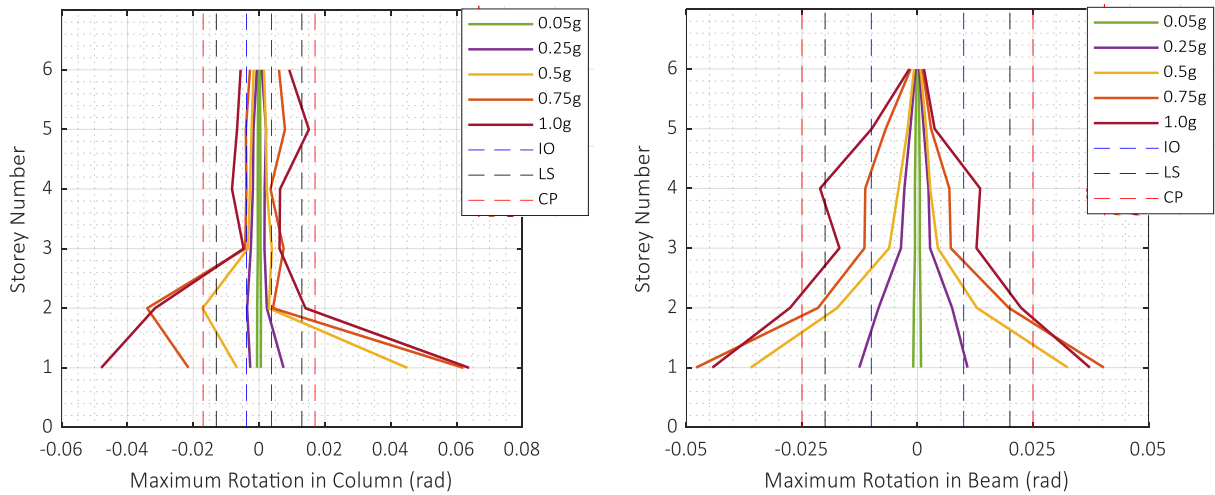 0.05g
0.25g
0.5g
0.75g
1.0g
IO
LS
CP
6
5
4
3
2
1
0
Storey Number
-0.06 -0.04 -0.02 0 0.02 0.04 0.06 0.08
Maximum Rotation in Column (rad)
0.05g
0.25g
0.5g
0.75g
1.0g
IO
LS
CP
6
5
4
3
2
1
0
Storey Number
-0.05 -0.025 0 0.025 0.05
Maximum Rotation in Beam (rad)